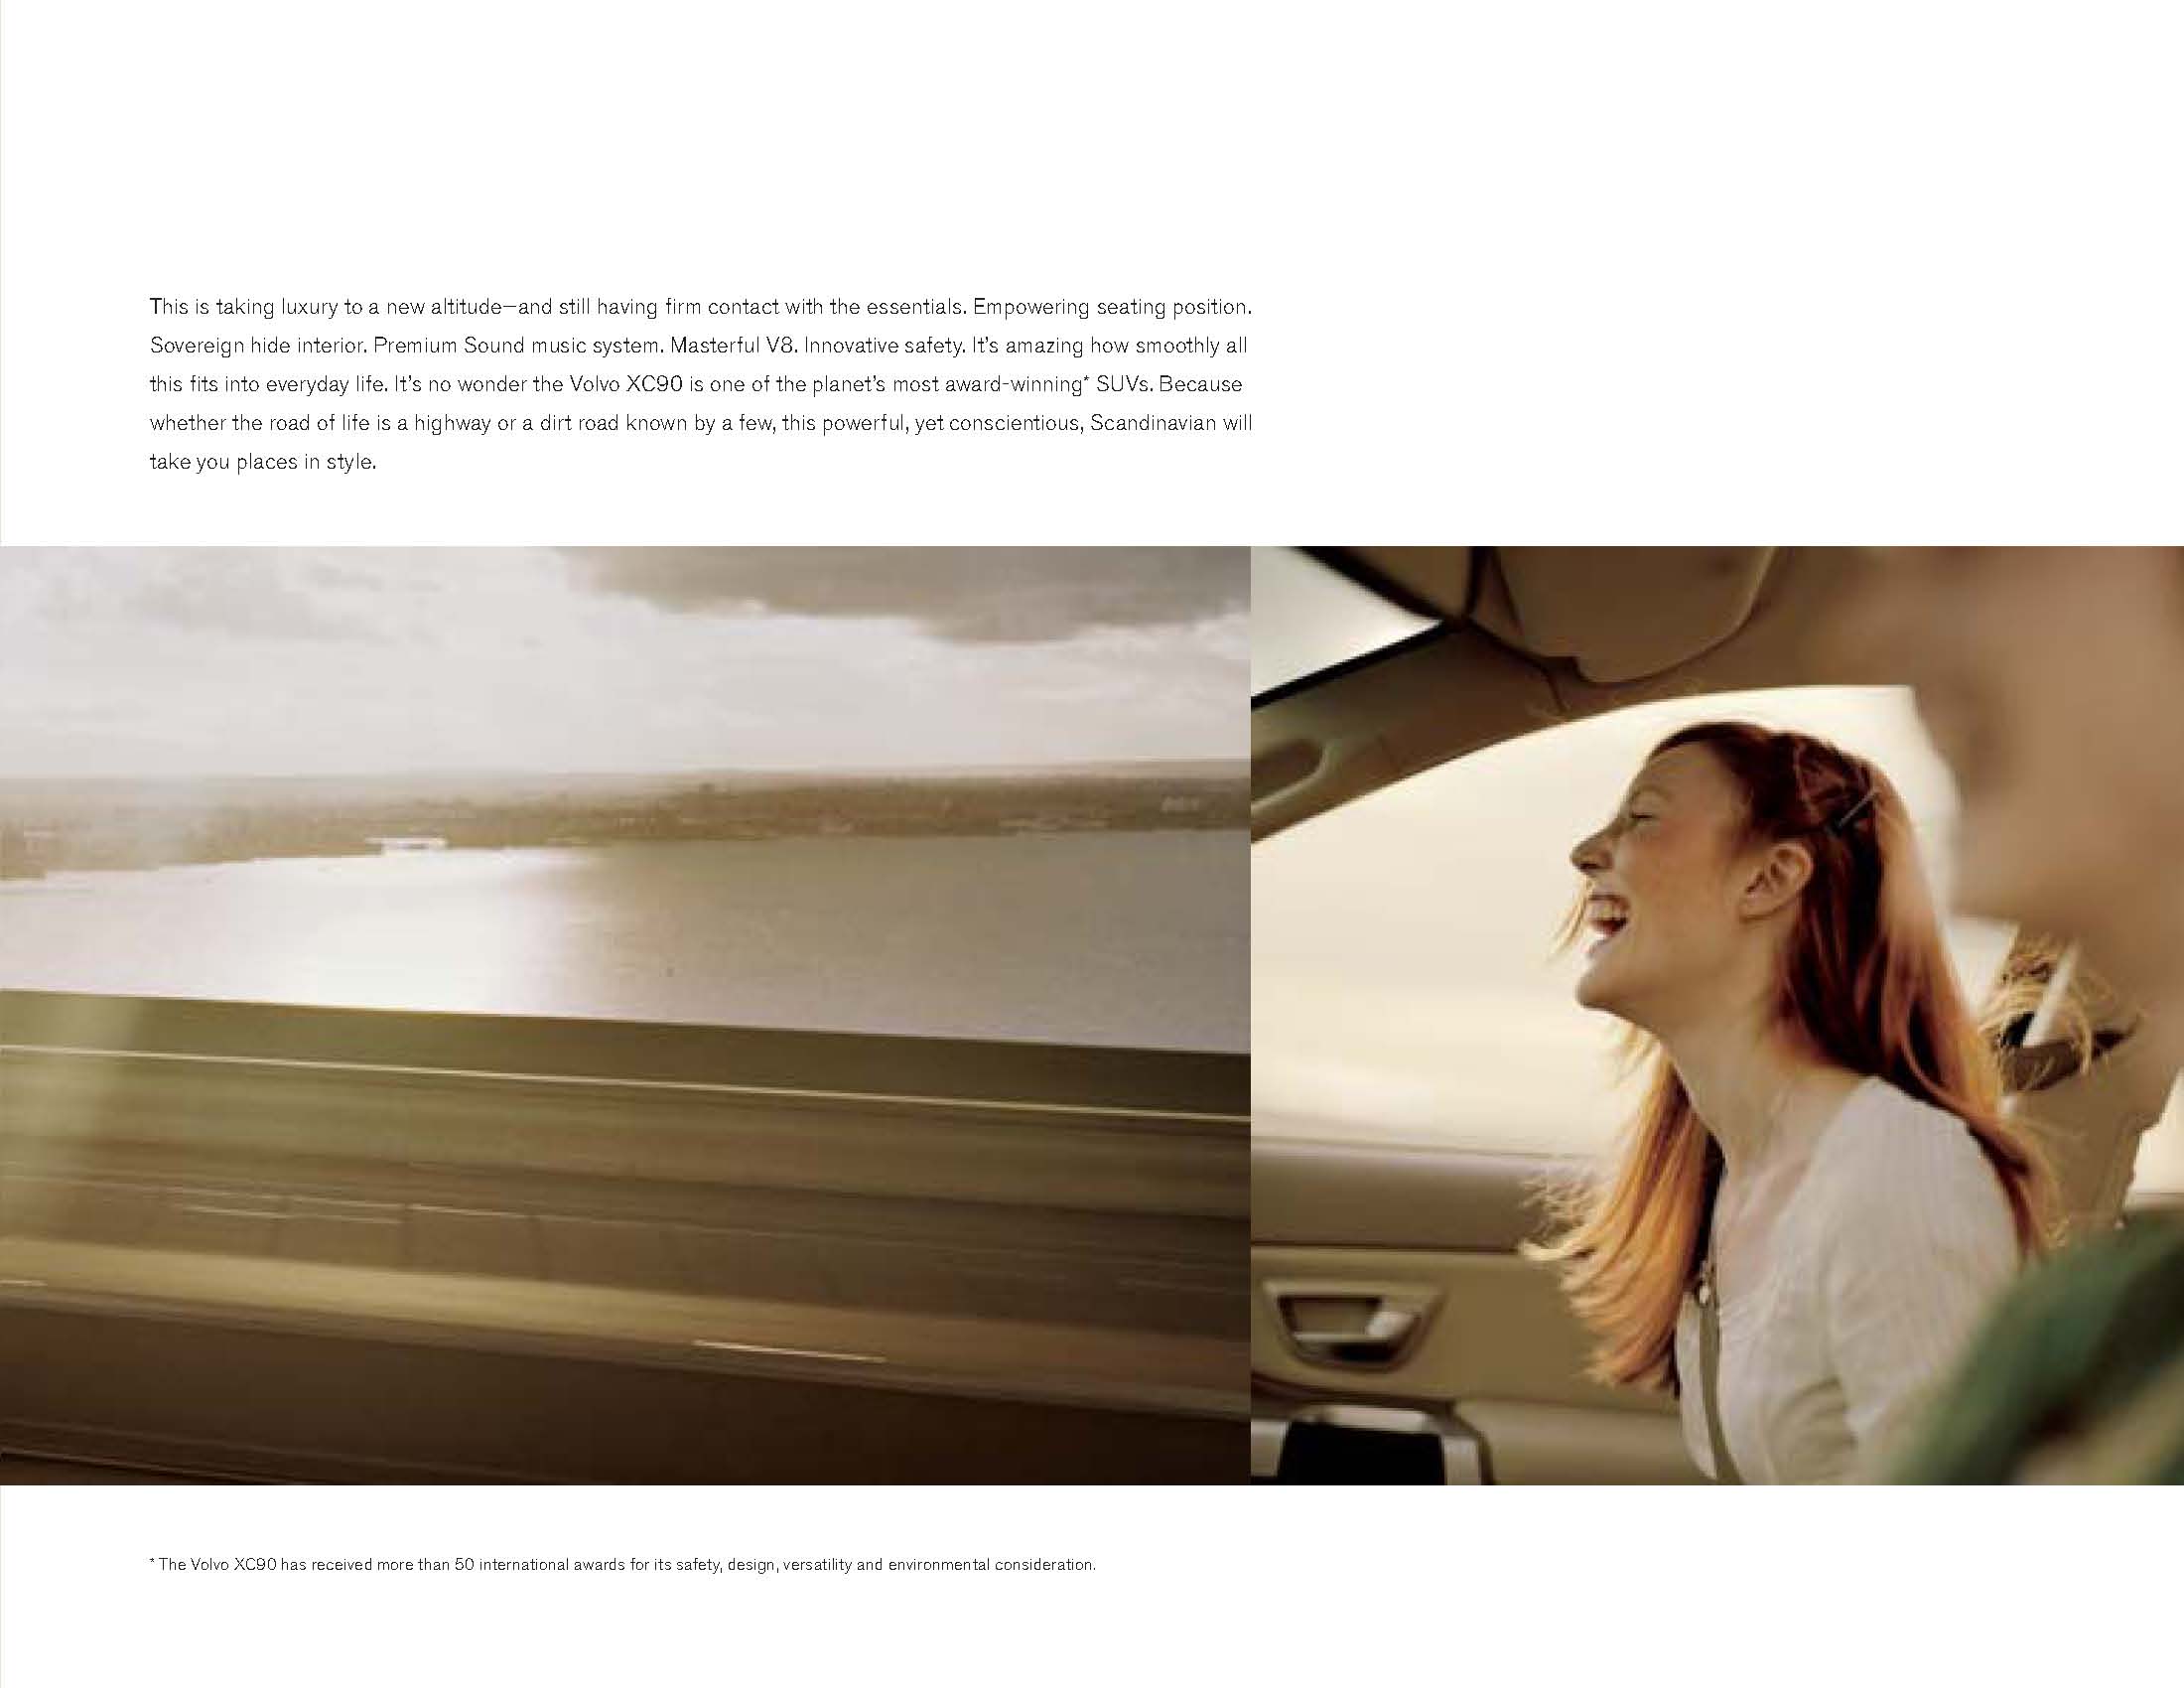 This is taking luxury to a new altitude—and still having firm contact with the essentials. Empowering seating position.
Sovereign hide interior. Premium Sound music system. Masterful V8. Innovative safety. It's amazing how smoothly all
this fits into everyday life. It's no wonder the Volvo XC90 is one of the planet's most award-winning* SUVs. Because
whether the road of life is a highway or a dirt road known by a few, this powerful, yet conscientious, Scandinavian will
take you places in style.
* The Volvo XC90 has received more than 50 international awards for its safety, design, versatility and environmental consideration.